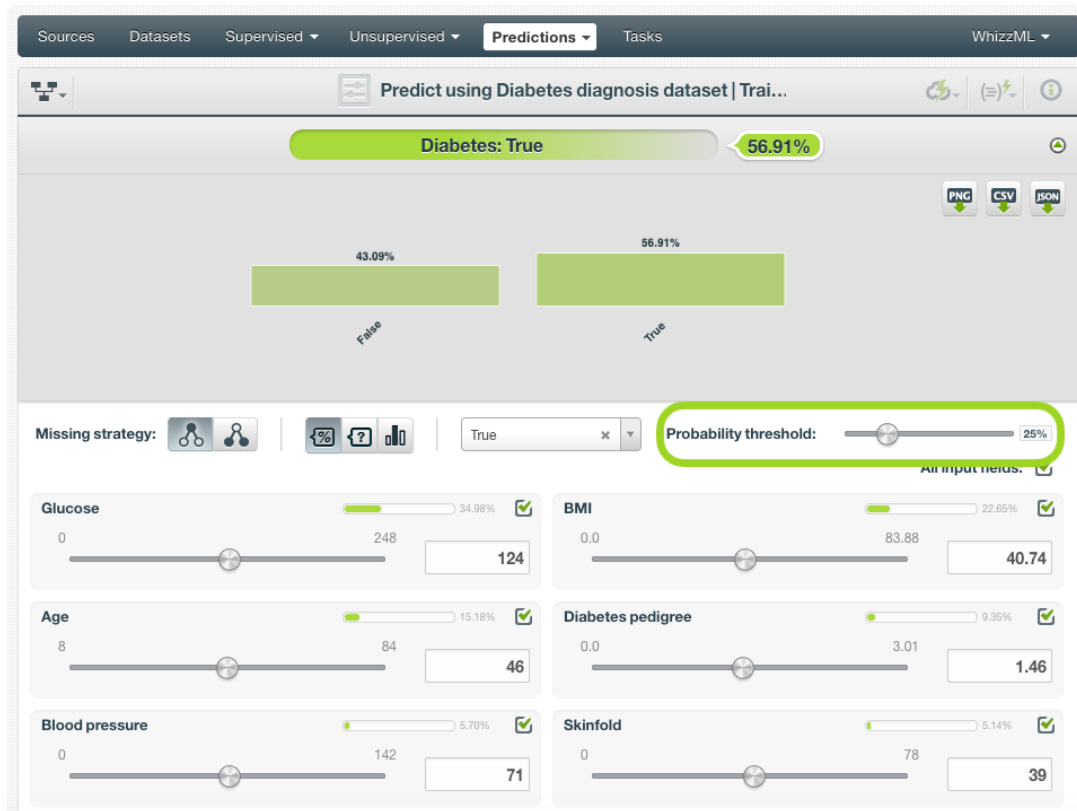 Sources Datasets Supervised Unsupervised Predictions Tasks WhizzML
Predict using Diabetes diagnosis dataset | Trai...
Diabetes: True 56.91%
PNG CSV JSON
43.09% 56.91%
False True
Missing strategy: % ? True × Probability threshold: 25%
All input fields:
Glucose 34.98% BMI 22.65%
0 248 124 0.0 83.88 40.74
Age 15.18% Diabetes pedigree 9.35%
8 84 46 0.0 3.01 1.46
Blood pressure 5.70% Skinfold 5.14%
0 142 71 0 78 39